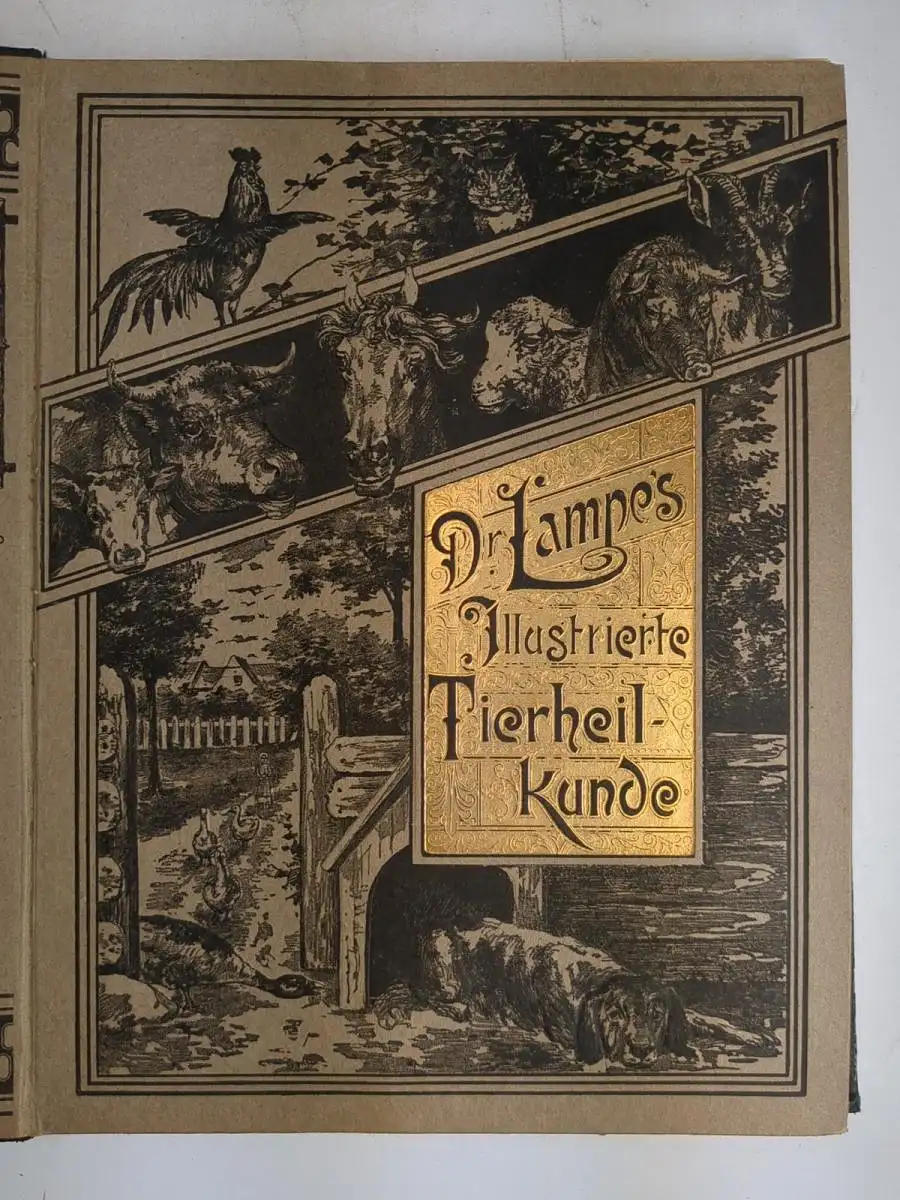 Dr. Lampe's
Illustrierte
Tierheil-
Kunde